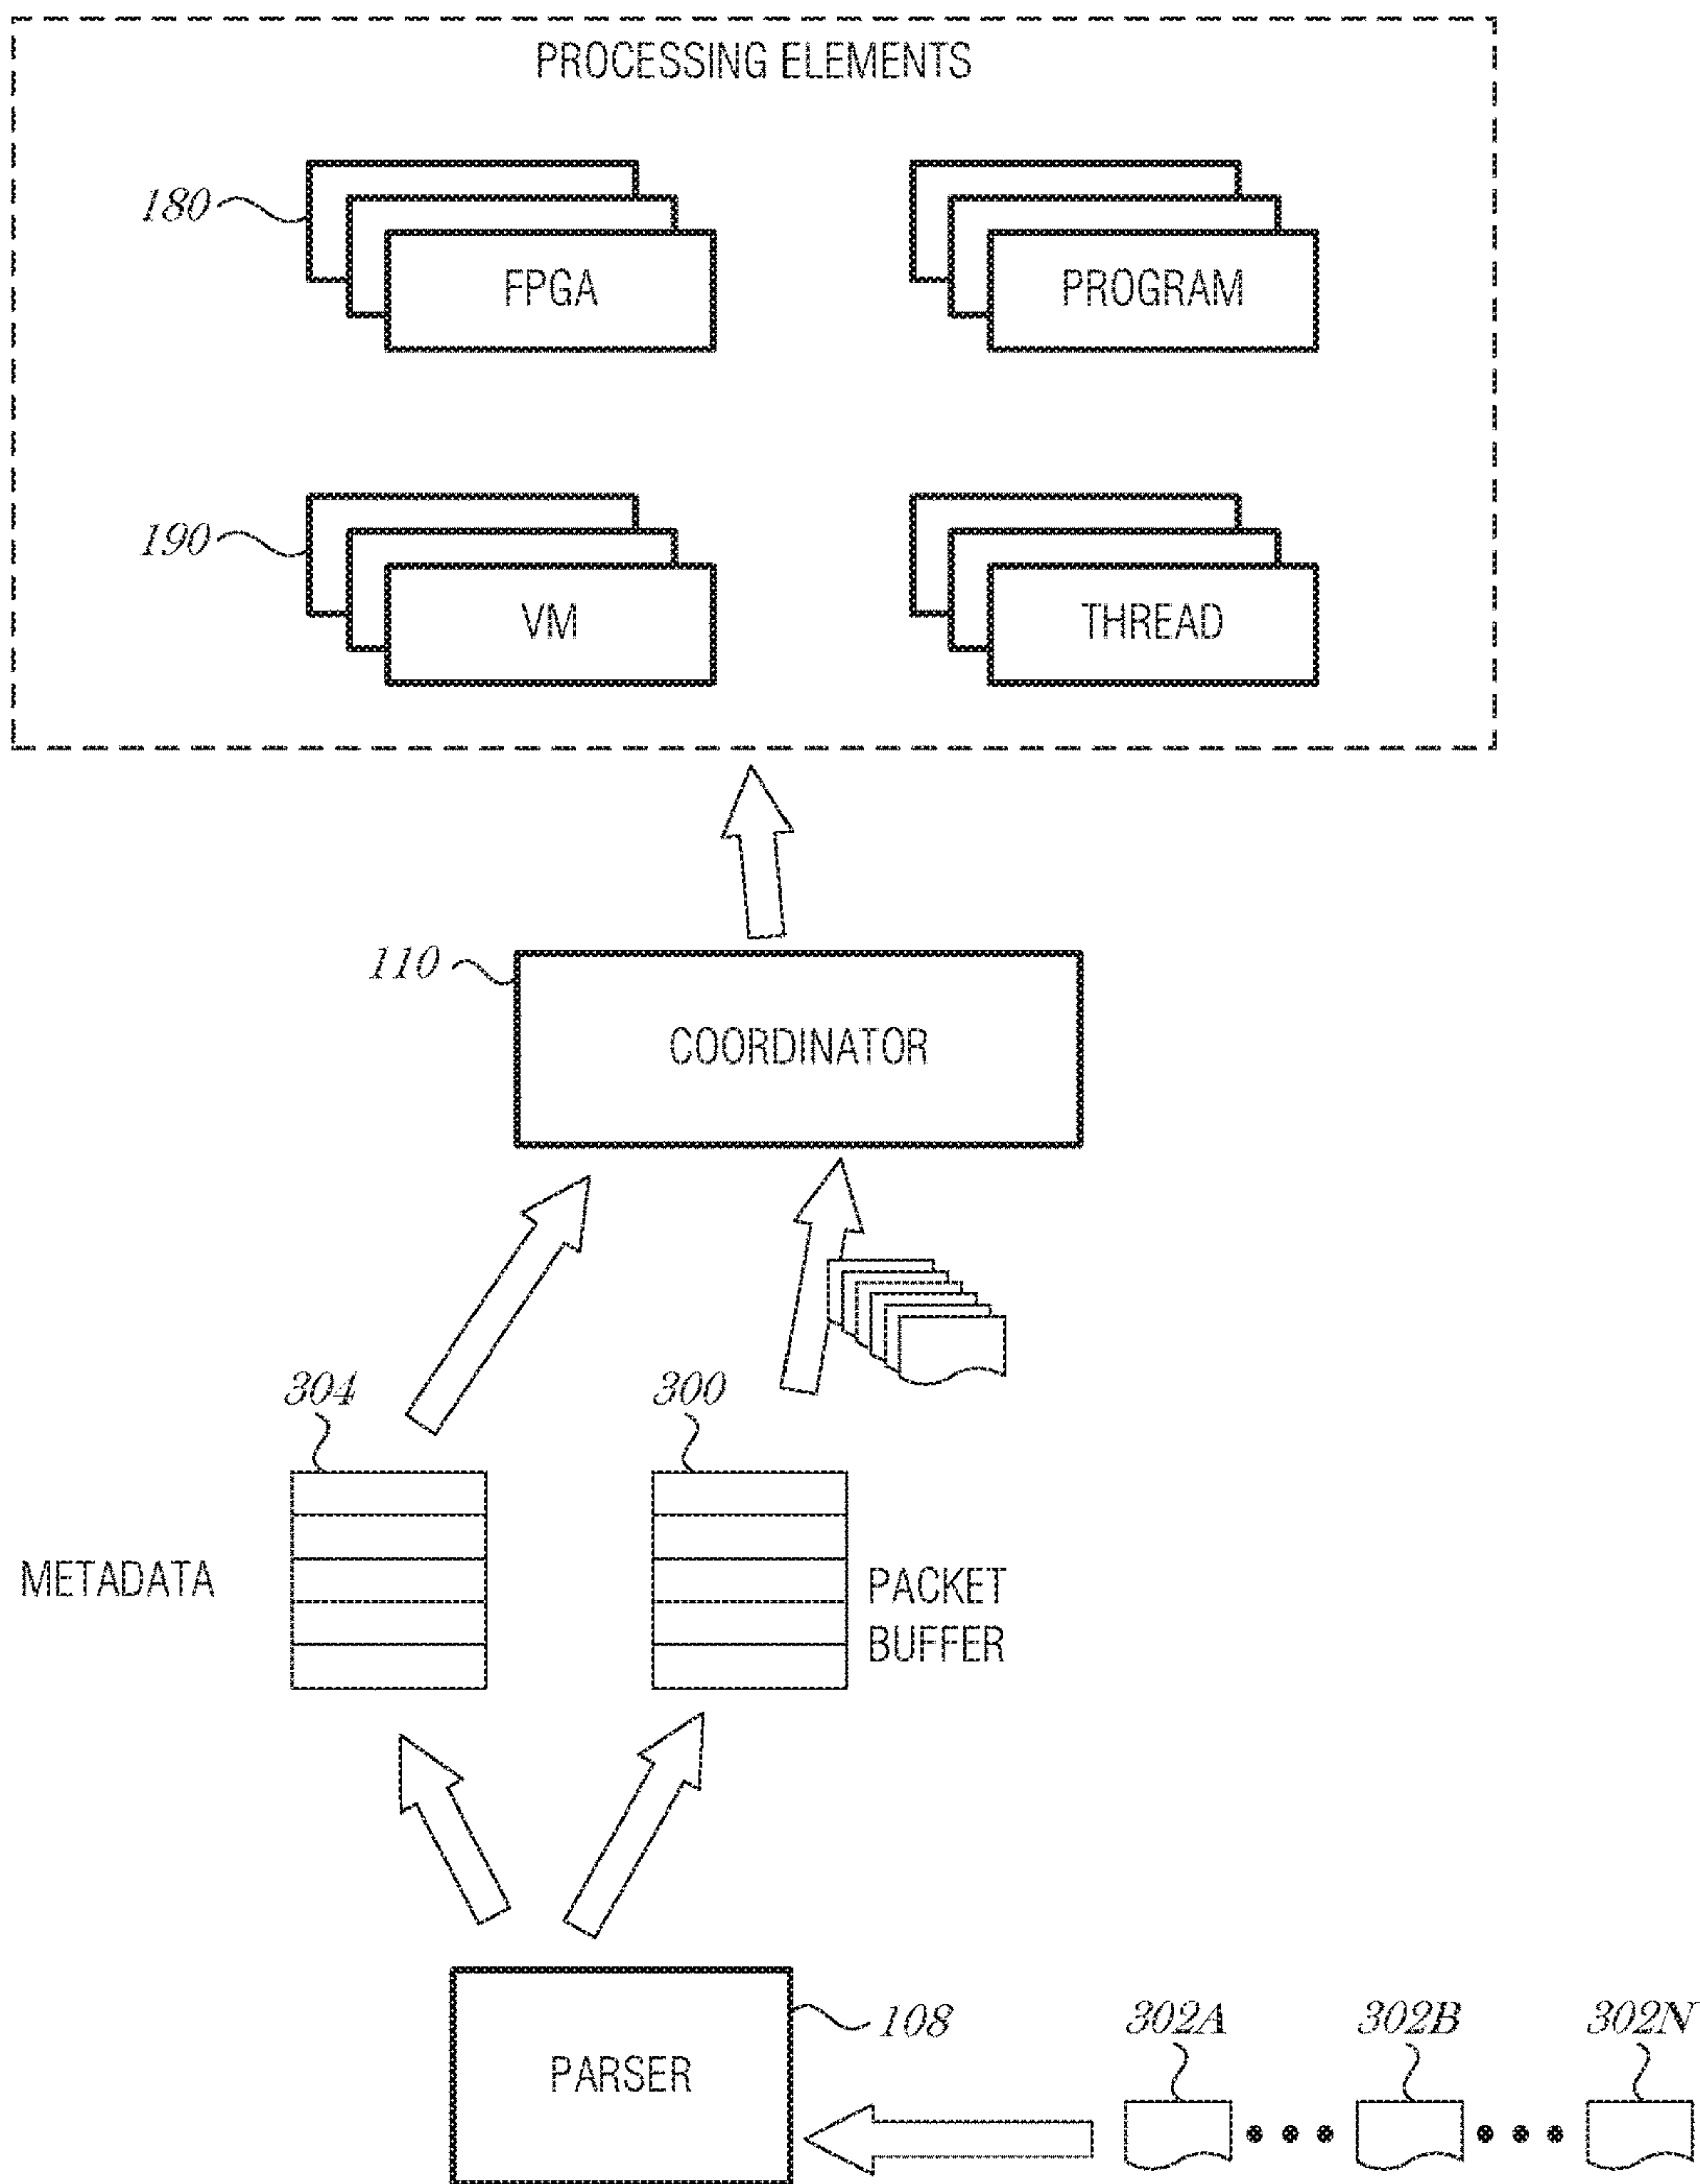 PROCESSING ELEMENTS
180
FPGA
PROGRAM
190
VM
THREAD
110
COORDINATOR
304
300
METADATA
PACKET
BUFFER
108
PARSER
302A
302B
302N